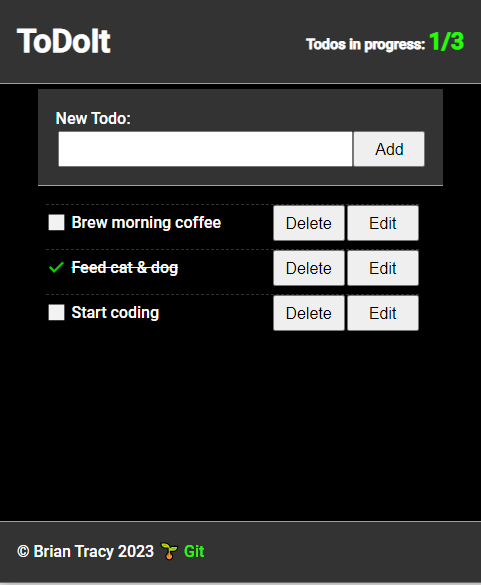 ToDoIt
Todos in progress: 1/3
New Todo:
Add
Brew morning coffee Delete Edit
Feed cat & dog Delete Edit
Start coding Delete Edit
© Brian Tracy 2023 🌱 Git